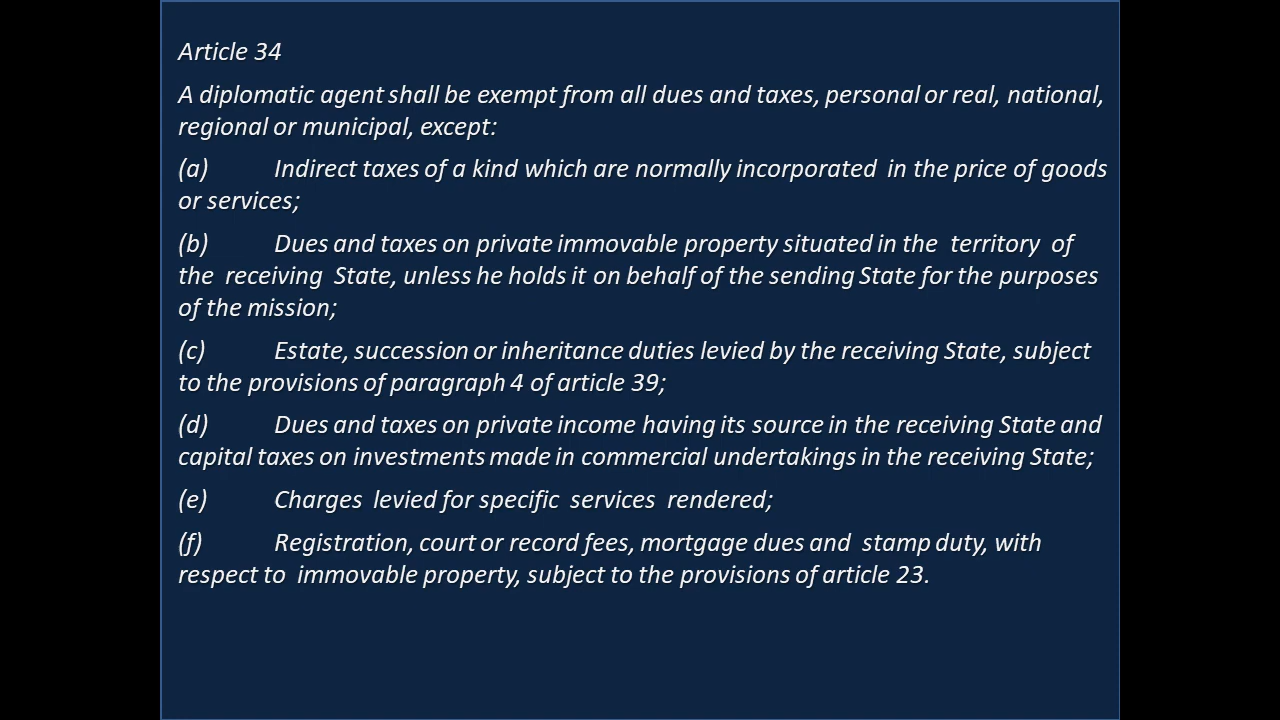 Article 34
A diplomatic agent shall be exempt from all dues and taxes, personal or real, national,
regional or municipal, except:
(a) Indirect taxes of a kind which are normally incorporated in the price of goods
or services;
(b) Dues and taxes on private immovable property situated in the territory of
the receiving State, unless he holds it on behalf of the sending State for the purposes
of the mission;
(c) Estate, succession or inheritance duties levied by the receiving State, subject
to the provisions of paragraph 4 of article 39;
(d) Dues and taxes on private income having its source in the receiving State and
capital taxes on investments made in commercial undertakings in the receiving State;
(e) Charges levied for specific services rendered;
(f) Registration, court or record fees, mortgage dues and stamp duty, with
respect to immovable property, subject to the provisions of article 23.